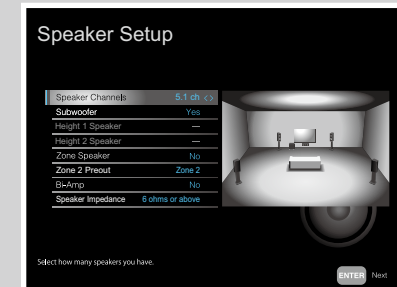 Speaker Setup
Speaker Channels 5.1 ch <>
Subwoofer Yes
Height 1 Speaker —
Height 2 Speaker —
Zone Speaker No
Zone 2 Preout Zone 2
Bi-Amp No
Speaker Impedance 6 ohms or above
Select how many speakers you have.
ENTER Next